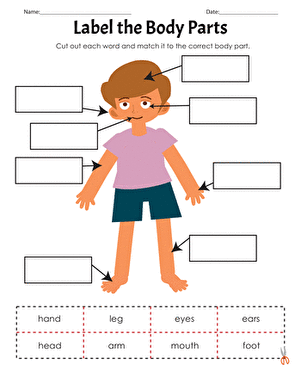 Name: Date:
Label the Body Parts
Cut out each word and match it to the correct body part.
hand leg eyes ears
head arm mouth foot